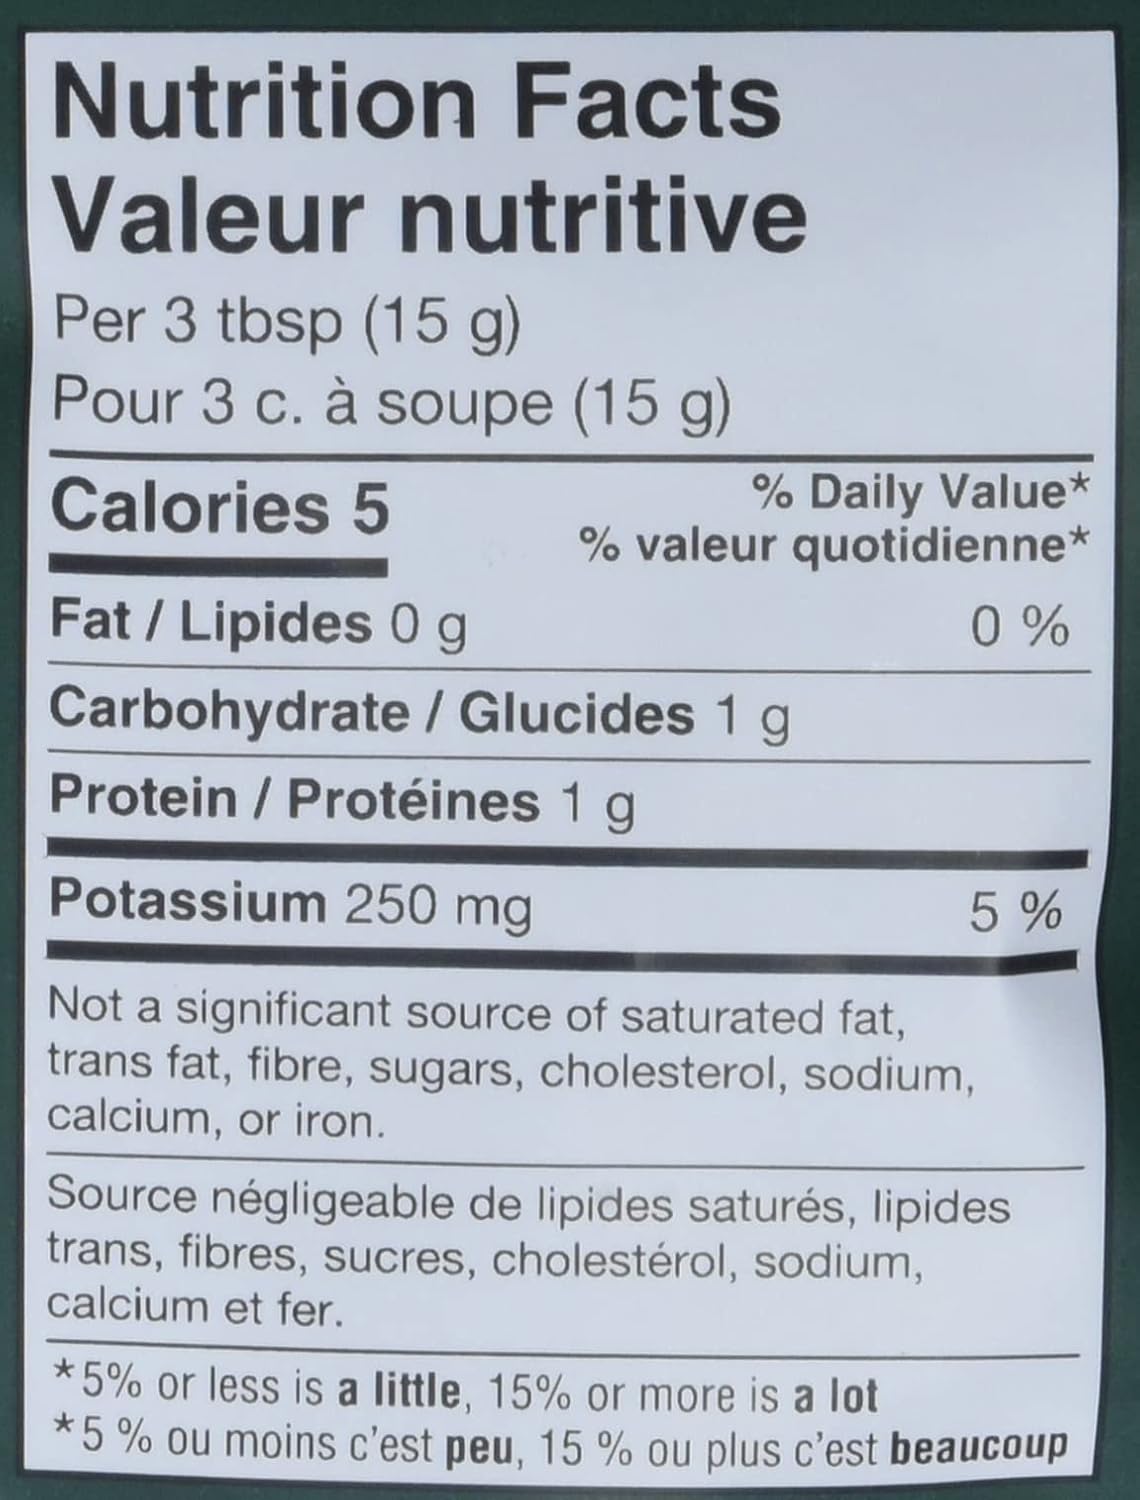 Nutrition Facts
Valeur nutritive
Per 3 tbsp (15 g)
Pour 3 c. à soupe (15 g)
Calories 5
% Daily Value*
% valeur quotidienne*
Fat / Lipides 0 g 0 %
Carbohydrate / Glucides 1 g
Protein / Protéines 1 g
Potassium 250 mg 5 %
Not a significant source of saturated fat,
trans fat, fibre, sugars, cholesterol, sodium,
calcium, or iron.
Source négligeable de lipides saturés, lipides
trans, fibres, sucres, cholestérol, sodium,
calcium et fer.
*5% or less is a little, 15% or more is a lot
*5 % ou moins c'est peu, 15 % ou plus c'est beaucoup